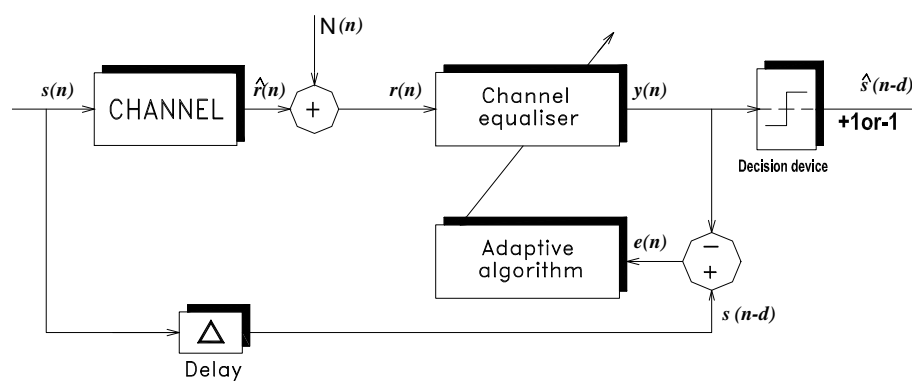 N(n)
s(n)
CHANNEL
r̂(n)
+
r(n)
Channel
equaliser
y(n)
ŝ(n-d)
+1or-1
Decision device
Adaptive
algorithm
e(n)
−
+
s (n-d)
Δ
Delay